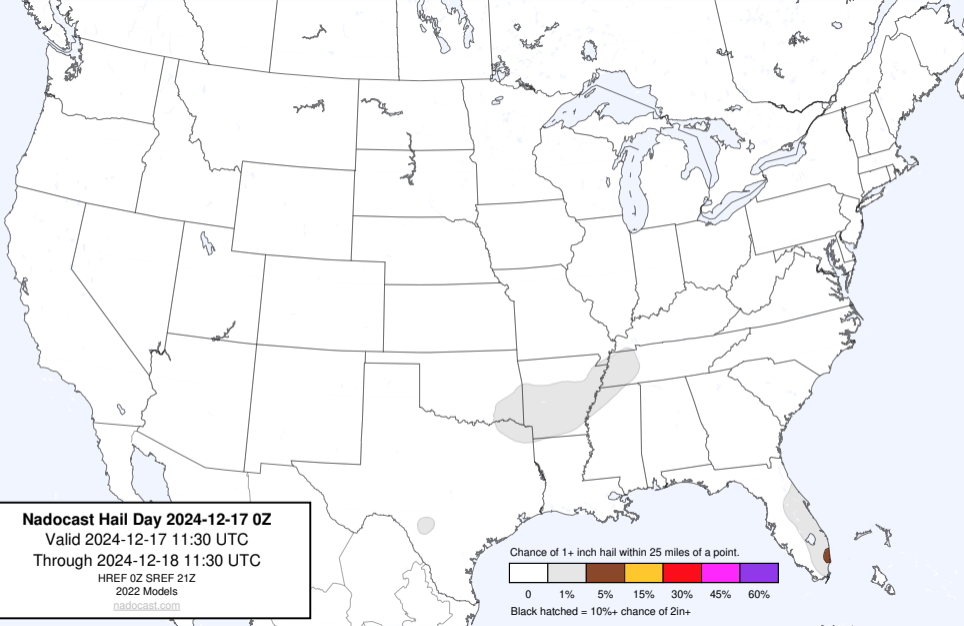 Nadocast Hail Day 2024-12-17 0Z
Valid 2024-12-17 11:30 UTC
Through 2024-12-18 11:30 UTC
HREF 0Z SREF 21Z
2022 Models
nadocast.com
Chance of 1+ inch hail within 25 miles of a point.
0 1% 5% 15% 30% 45% 60%
Black hatched = 10%+ chance of 2in+